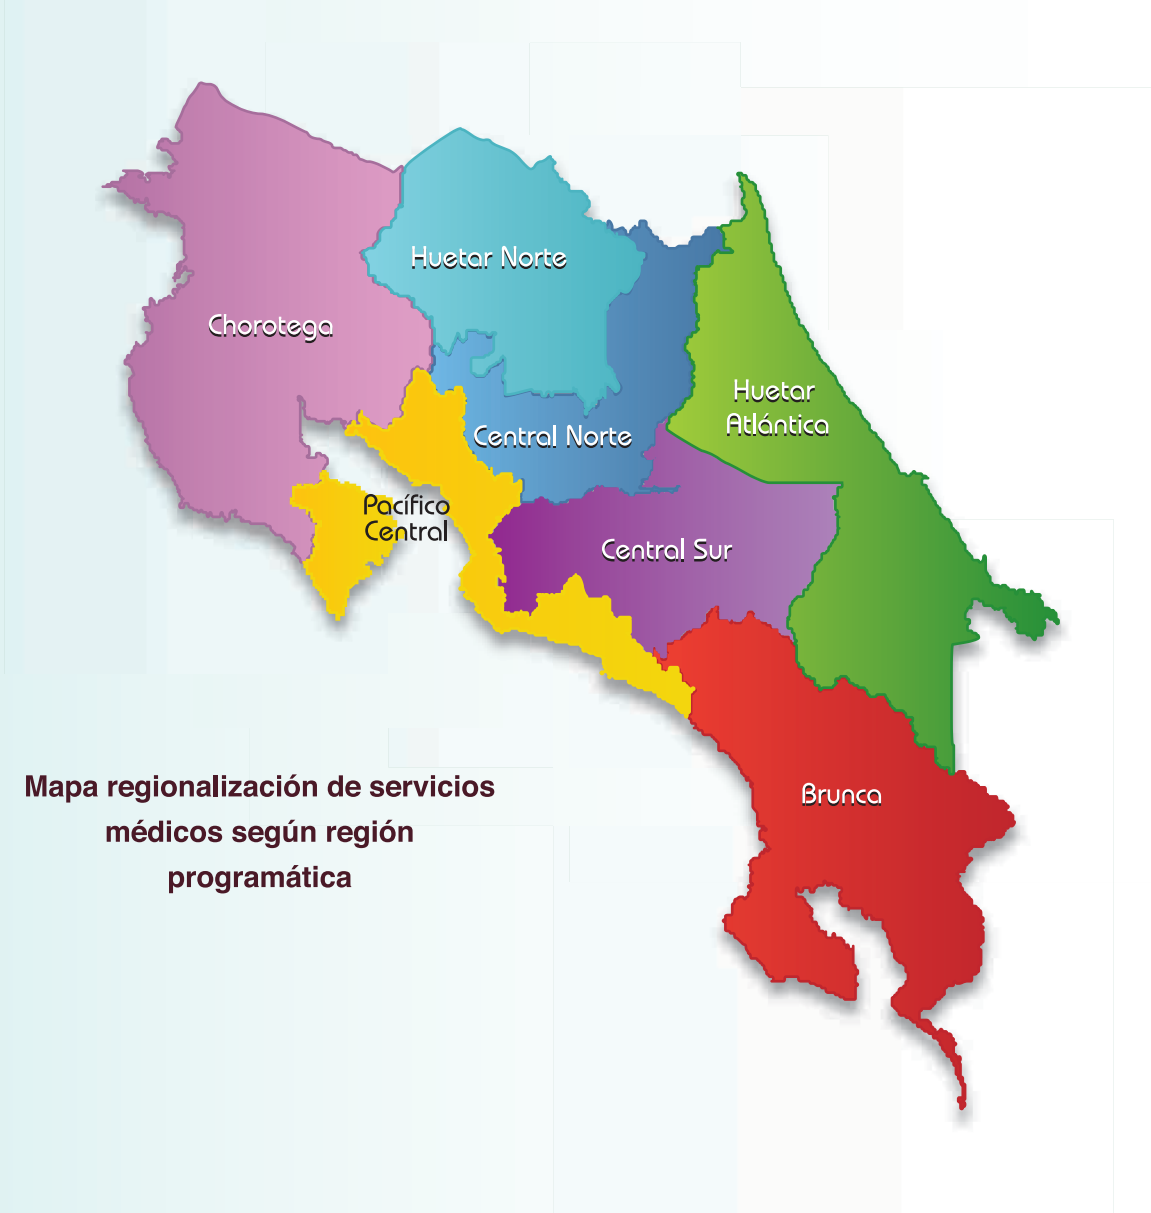 Huetar Norte
Chorotega
Huetar
Atlántica
Central Norte
Pacífico
Central
Central Sur
Brunca
Mapa regionalización de servicios
médicos según región
programática